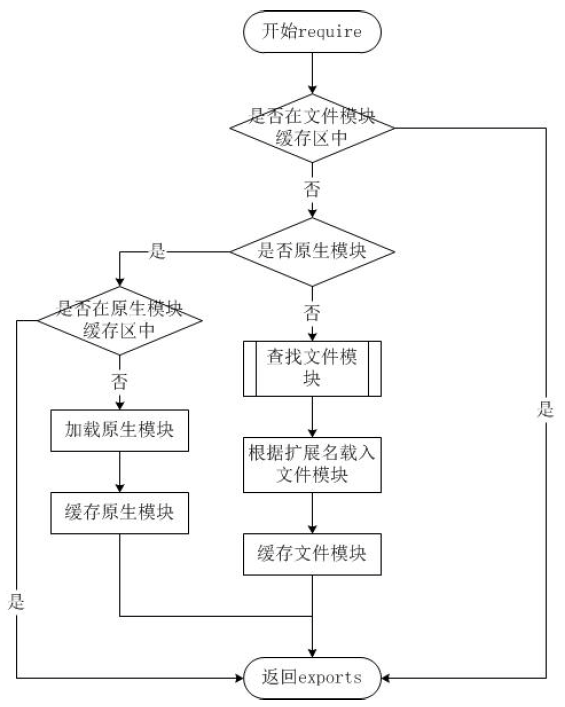 开始require
是否在文件模块
缓存区中
否
是否原生模块
是
是否在原生模块
缓存区中
否
查找文件模
块
否
加载原生模块
根据扩展名载入
文件模块
是
缓存原生模块
缓存文件模块
是
返回exports